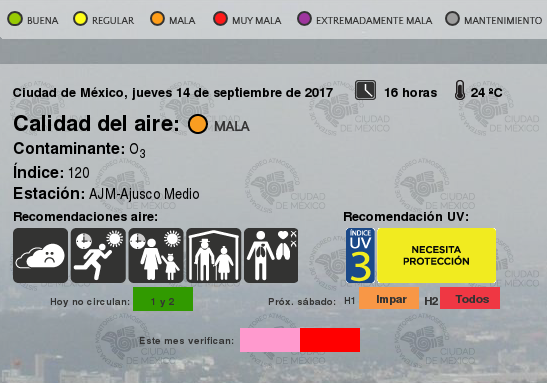 BUENA REGULAR MALA MUY MALA EXTREMADAMENTE MALA MANTENIMIENTO
Ciudad de México, jueves 14 de septiembre de 2017 16 horas 24 ºC
Calidad del aire: MALA
Contaminante: O3
Índice: 120
Estación: AJM-Ajusco Medio
Recomendaciones aire: Recomendación UV:
ÍNDICE
UV
3
NECESITA
PROTECCIÓN
Hoy no circulan: 1 y 2 Próx. sábado: H1 Impar H2 Todos
Este mes verifican:
CIUDAD
DE MÉXICO